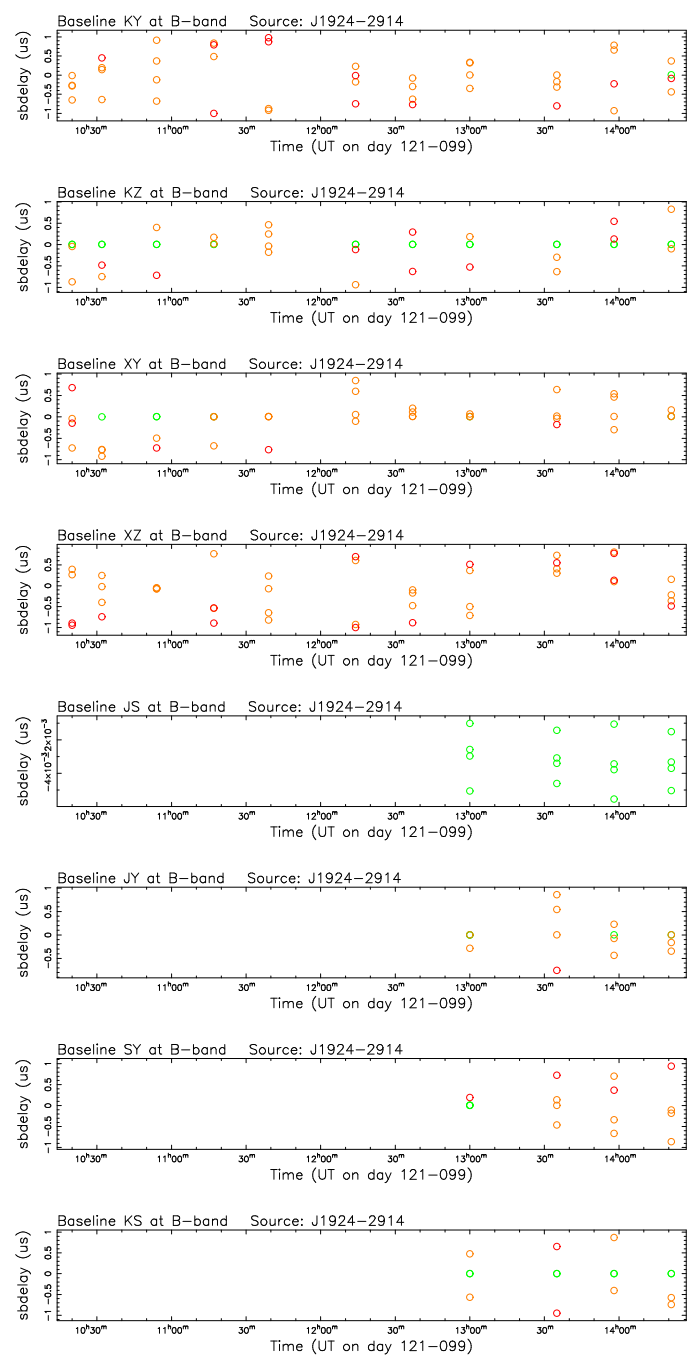 Baseline KY at B−band Source: J1924−2914
sbdelay (us)
1
0.5
0
−0.5
−1
10h30m 11h00m 30m 12h00m 30m 13h00m 30m 14h00m
Time (UT on day 121−099)
Baseline KZ at B−band Source: J1924−2914
sbdelay (us)
1
0.5
0
−0.5
−1
10h30m 11h00m 30m 12h00m 30m 13h00m 30m 14h00m
Time (UT on day 121−099)
Baseline XY at B−band Source: J1924−2914
sbdelay (us)
1
0.5
0
−0.5
−1
10h30m 11h00m 30m 12h00m 30m 13h00m 30m 14h00m
Time (UT on day 121−099)
Baseline XZ at B−band Source: J1924−2914
sbdelay (us)
0.5
0
−0.5
−1
10h30m 11h00m 30m 12h00m 30m 13h00m 30m 14h00m
Time (UT on day 121−099)
Baseline JS at B−band Source: J1924−2914
sbdelay (us)
10h30m 11h00m 30m 12h00m 30m 13h00m 30m 14h00m
Time (UT on day 121−099)
Baseline JY at B−band Source: J1924−2914
sbdelay (us)
1
0.5
0
−0.5
10h30m 11h00m 30m 12h00m 30m 13h00m 30m 14h00m
Time (UT on day 121−099)
Baseline SY at B−band Source: J1924−2914
sbdelay (us)
1
0.5
0
−0.5
−1
10h30m 11h00m 30m 12h00m 30m 13h00m 30m 14h00m
Time (UT on day 121−099)
Baseline KS at B−band Source: J1924−2914
sbdelay (us)
1
0.5
0
−0.5
−1
10h30m 11h00m 30m 12h00m 30m 13h00m 30m 14h00m
Time (UT on day 121−099)